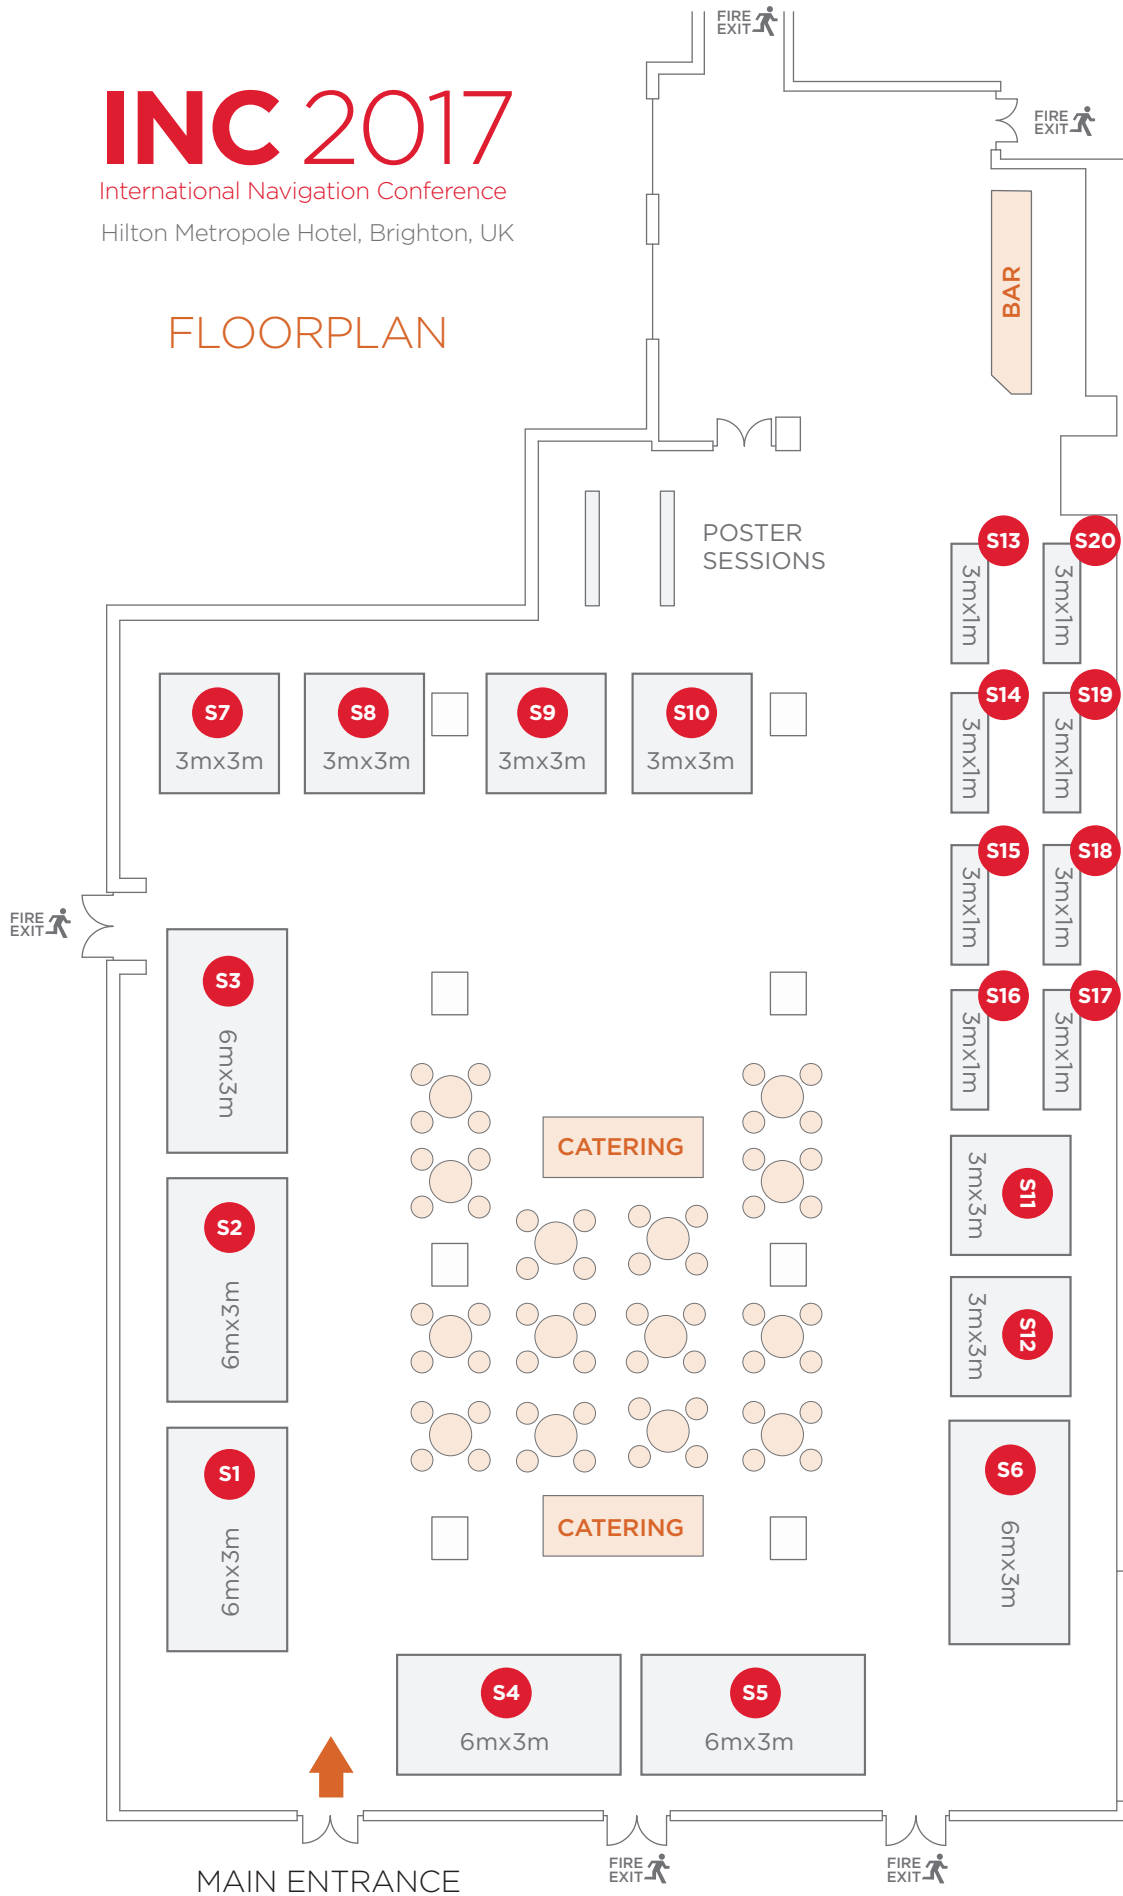 FIRE
EXIT
INC 2017
International Navigation Conference
Hilton Metropole Hotel, Brighton, UK
FIRE
EXIT
BAR
FLOORPLAN
POSTER
SESSIONS
S13
3mx1m
S20
3mx1m
S7
3mx3m
S8
3mx3m
S9
3mx3m
S10
3mx3m
S14
3mx1m
S19
3mx1m
S15
3mx1m
S18
3mx1m
FIRE
EXIT
S3
6mx3m
S16
3mx1m
S17
3mx1m
CATERING
S11
3mx3m
S2
6mx3m
S12
3mx3m
S1
6mx3m
S6
6mx3m
CATERING
S4
6mx3m
S5
6mx3m
MAIN ENTRANCE
FIRE
EXIT
FIRE
EXIT